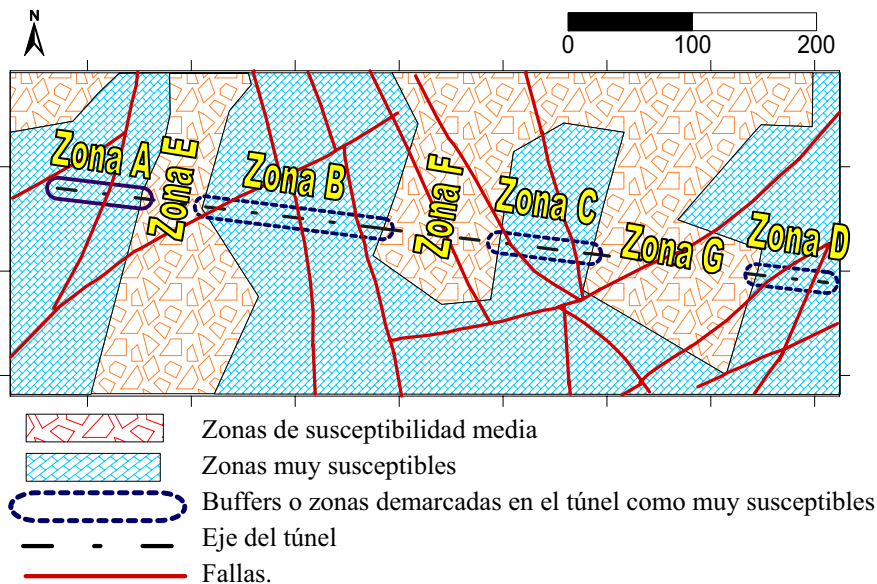 N
0 100 200
Zona A
Zona E
Zona B
Zona F
Zona C
Zona G
Zona D
Zonas de susceptibilidad media
Zonas muy susceptibles
Buffers o zonas demarcadas en el túnel como muy susceptibles
Eje del túnel
Fallas.